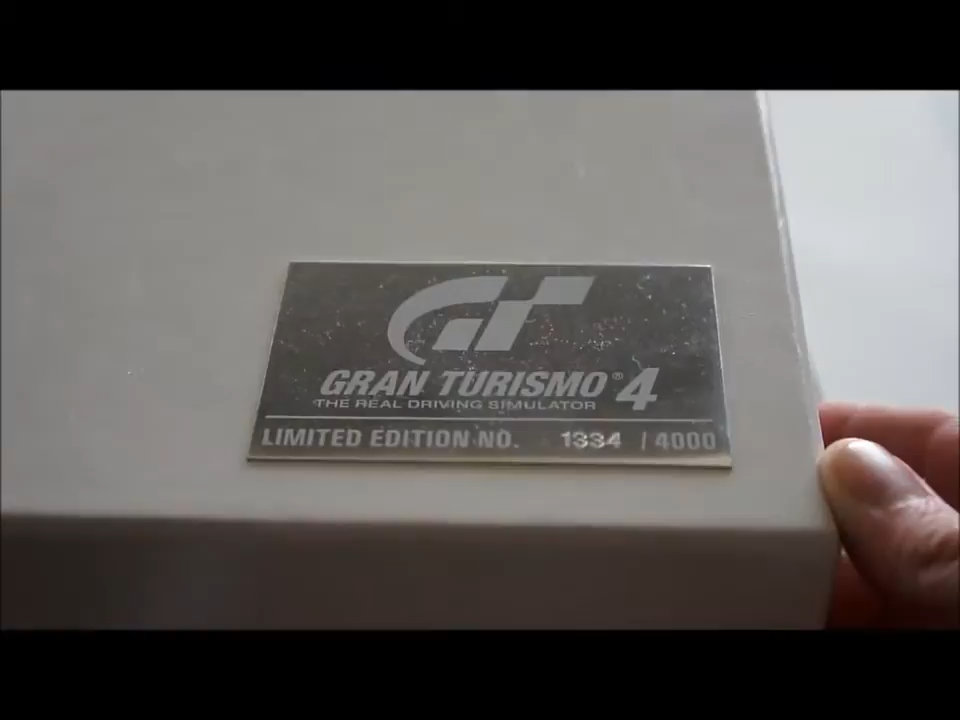 GT
GRAN TURISMO® 4
THE REAL DRIVING SIMULATOR
LIMITED EDITION NO. 1334 / 4000